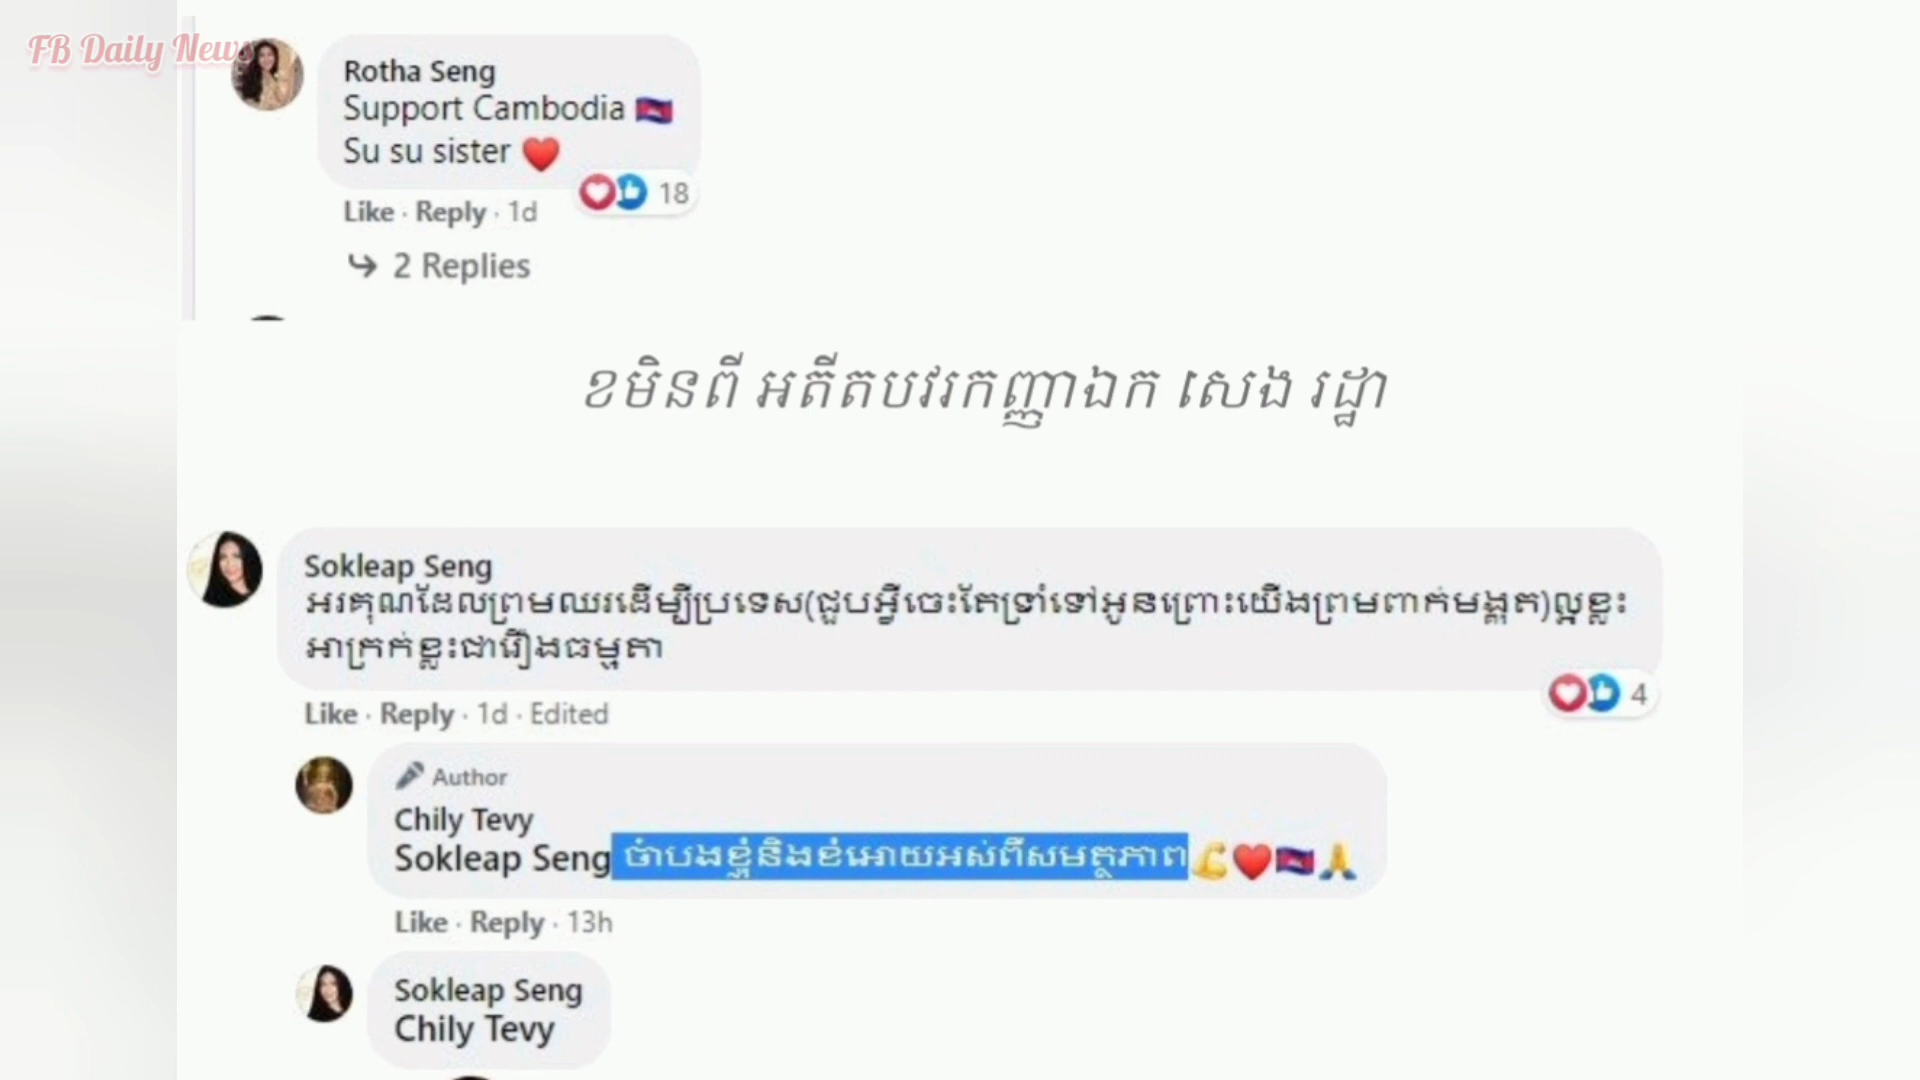 FB Daily News
Rotha Seng
Support Cambodia 🇰🇭
Su su sister ❤️
18
Like · Reply · 1d
2 Replies
ខមិនពី អតីតបវរកញ្ញាឯក សេង រដ្ឋា
Sokleap Seng
អរគុណដែលព្រមឈរដើម្បីប្រទេស(ជួបអ្វីចេះតែទ្រាំទៅអូនព្រោះយើងព្រមពាក់មង្កុត)ល្អខ្លះ
អាក្រក់ខ្លះជារឿងធម្មតា
4
Like · Reply · 1d · Edited
Author
Chily Tevy
Sokleap Seng ចំាបងខ្ញុំនិងខំអោយអស់ពីសមត្ថភាព💪❤️🇰🇭🙏
Like · Reply · 13h
Sokleap Seng
Chily Tevy